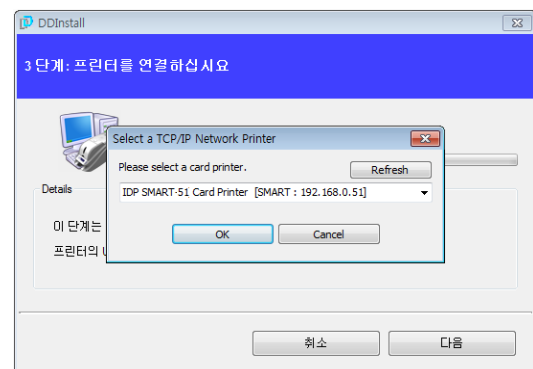 DDInstall
3 단계: 프린터를 연결하십시요
Select a TCP/IP Network Printer
Please select a card printer.
Refresh
IDP SMART-51 Card Printer [SMART : 192.168.0.51]
OK
Cancel
Details
이 단계는
프린터의
취소
다음